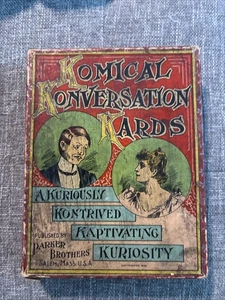 KOMICAL
KONVERSATION
KARDS
A KURIOUSLY
KONTRIVED
KAPTIVATING
KURIOSITY
PUBLISHED BY
PARKER
BROTHERS
SALEM, MASS. U.S.A.